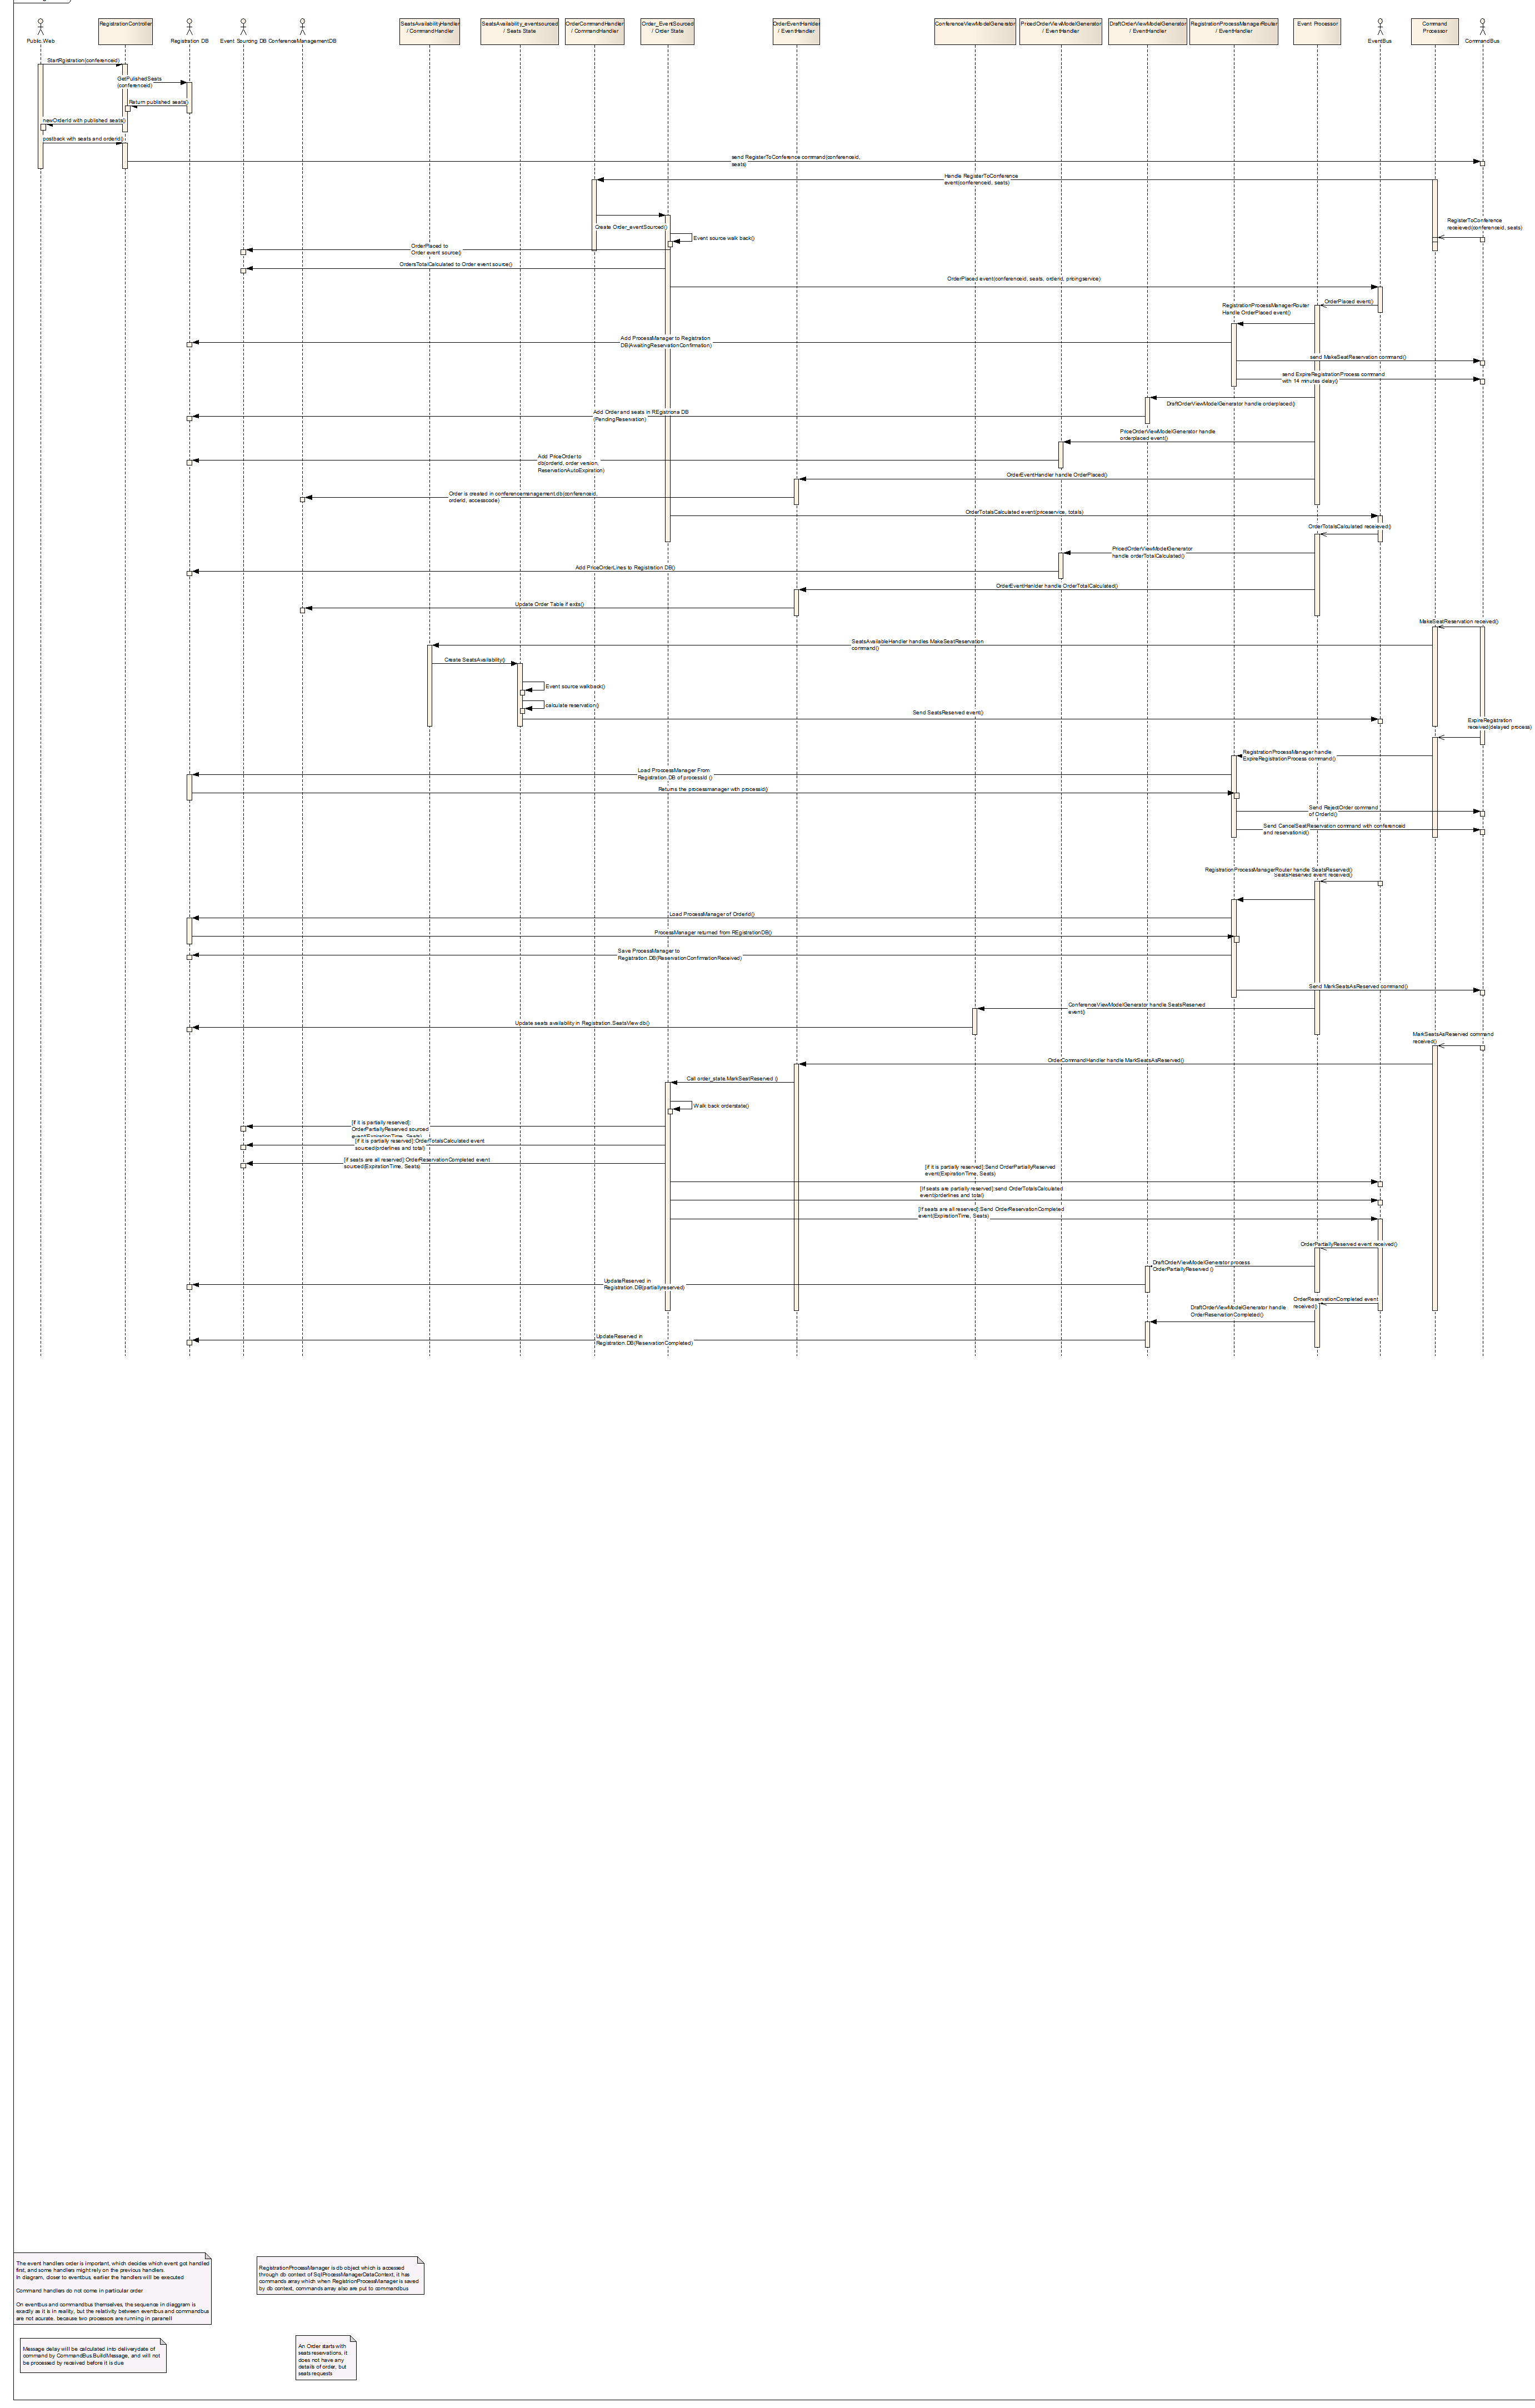 RegistrationController
SeatsAvailabilityHandler
/ CommandHandler
SeatsAvailability_eventsourced
/ Seats State
OrderCommandHandler
/ CommandHandler
Order_EventSourced
/ Order State
OrderEventHanlder
/ EventHandler
ConferenceViewModelGenerator
PricedOrderViewModelGenerator
/ EventHandler
DraftOrderViewModelGenerator
/ EventHandler
RegistrationProcessManagerRouter
/ EventHandler
Event Processor
Command
Processor
Public.Web
Registration.DB
Event Sourcing DB
ConferenceManagementDB
EventBus
CommandBus
StartRgistration(conferenceid)
GetPulishedSeats
(conferenceid)
Return published seats()
newOrderId with published seats()
postback with seats and orderId()
send RegisterToConference command(conferenceid,
seats)
Handle RegisterToConference
event(conferenceid, seats)
RegisterToConference
receieved(conferenceid, seats)
Create Order_eventSourced()
Event source walk back()
OrderPlaced to
Order event source()
OrdersTotalCalculated to Order event source()
OrderPlaced event(conferenceid, seats, orderid, pricingservice)
OrderPlaced event()
RegistrationProcessManagerRouter
Handle OrderPlaced event()
Add ProcessManager to Registration
DB(AwaitingReservationConfirmation)
send MakeSeatReservation command()
send ExpireRegistrationProcess command
with 14 minutes delay()
DraftOrderViewModelGenerator handle orderplaced()
Add Order and seats in REgistrona DB
(PendingReservation)
PriceOrderViewModelGenerator handle
orderplaced event()
Add PriceOrder to
db(orderid, order version,
ReservationAutoExpiration)
OrderEventHandler handle OrderPlaced()
Order is created in conferencemanagement.db(conferenceid,
orderid, accesscode)
OrderTotalsCalculated event(priceservice, totals)
OrderTotalsCalculated receieved()
PricedOrderViewModelGenerator
handle orderTotalCalculated()
Add PriceOrderLines to Registration DB()
OrderEventHanlder handle OrderTotalCalculated()
Update Order Table if exits()
MakeSeatReservation received()
SeatsAvailableHandler handles MakeSeatReservation
command()
Create SeatsAvailability()
Event source walkback()
calculate reservation()
Send SeatsReserved event()
ExpireRegistration
received(delayed process)
RegistrationProcessManager handle
ExpireRegistrationProcess command()
Load ProccessManager From
Registration.DB of processId ()
Returns the processmanager with processid()
Send RejectOrder command
of OrderId()
Send CancelSeatReservation command with conferenceid
and reservationid()
RegistrationProcessManagerRouter handle SeatsReserved()
SeatsReserved event received()
Load ProcessManager of OrderId()
ProcessManager returned from REgistrationDB()
Save ProcessManager to
Registration.DB(ReservationConfirmationReceived)
Send MarkSeatsAsReserved command()
ConferenceViewModelGenerator handle SeatsReserved
event()
Update seats availability in Registration.SeatsView db()
MarkSeatsAsReserved command
received()
OrderCommandHandler handle MarkSeatsAsReserved()
Call order_state.MarkSeatReserved ()
Walk back orderstate()
[if it is partially reserved]:
OrderPartiallyReserved sourced
event(ExpirationTime, Seats)
[if it is partially reserved]:OrderTotalsCalculated event
sourced(orderlines and total)
[if seats are all reserved]:OrderReservationCompleted event
sourced(ExpirationTime, Seats)
[if it is partially reserved]:Send OrderPartiallyReserved
event(ExpirationTime, Seats)
[If seats are partially reserved]:send OrderTotalsCalculated
event(orderlines and total)
[If seats are all reserved]:Send OrderReservationCompleted
event(ExpirationTime, Seats)
OrderPartiallyReserved event received()
DraftOrderViewModelGenerator process
OrderPartiallyReserved ()
UpdateReserved in
Registration.DB(partiallyreserved)
OrderReservationCompleted event
received()
DraftOrderViewModelGenerator handle
OrderReservationCompleted()
UpdateReserved in
Registration.DB(ReservationCompleted)
The event handlers order is important, which decides which event got handled
first, and some handlers might rely on the previous handlers.
In diagram, closer to eventbus, earlier the handlers will be executed
Command handlers do not come in particular order
On eventbus and commandbus themselves, the sequence in diaggram is
exactly as it is in reality, but the relativity between eventbus and commandbus
are not acurate. because two processors are running in paranell
RegistrationProcessManager is db object which is accessed
through db context of SqlProcessManagerDataContext, it has
commands array which when RegistrionProcessManager is saved
by db context, commands array also are put to commandbus
Message delay will be calculated into deliverydate of
command by CommandBus.BuildMessage, and will not
be processed by received before it is due
An Order starts with
seats reservations, it
does not have any
details of order, but
seats requests